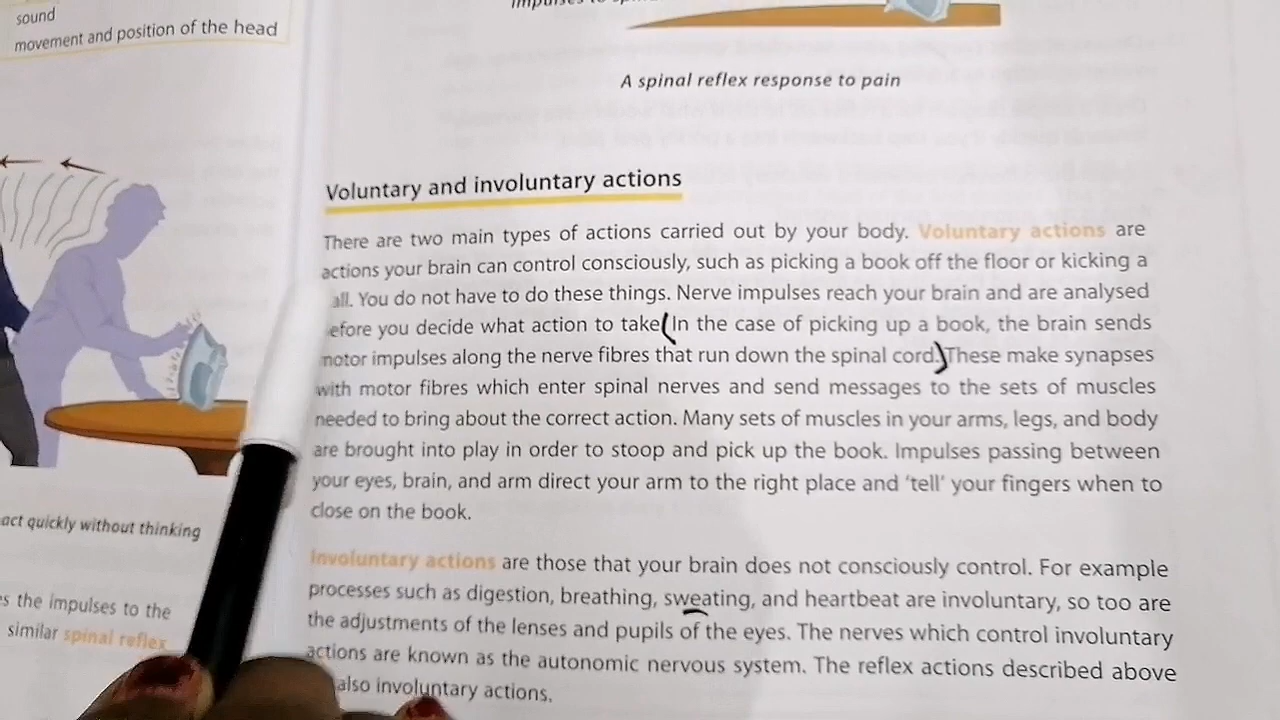 sound
movement and position of the head
act quickly without thinking
the impulses to the
similar spinal reflex
A spinal reflex response to pain
Voluntary and involuntary actions
There are two main types of actions carried out by your body. Voluntary actions are
actions your brain can control consciously, such as picking a book off the floor or kicking a
all. You do not have to do these things. Nerve impulses reach your brain and are analysed
efore you decide what action to take (In the case of picking up a book, the brain sends
motor impulses along the nerve fibres that run down the spinal cord.) These make synapses
with motor fibres which enter spinal nerves and send messages to the sets of muscles
needed to bring about the correct action. Many sets of muscles in your arms, legs, and body
are brought into play in order to stoop and pick up the book. Impulses passing between
your eyes, brain, and arm direct your arm to the right place and ‘tell’ your fingers when to
close on the book.
Involuntary actions are those that your brain does not consciously control. For example
processes such as digestion, breathing, sweating, and heartbeat are involuntary, so too are
the adjustments of the lenses and pupils of the eyes. The nerves which control involuntary
actions are known as the autonomic nervous system. The reflex actions described above
also involuntary actions.